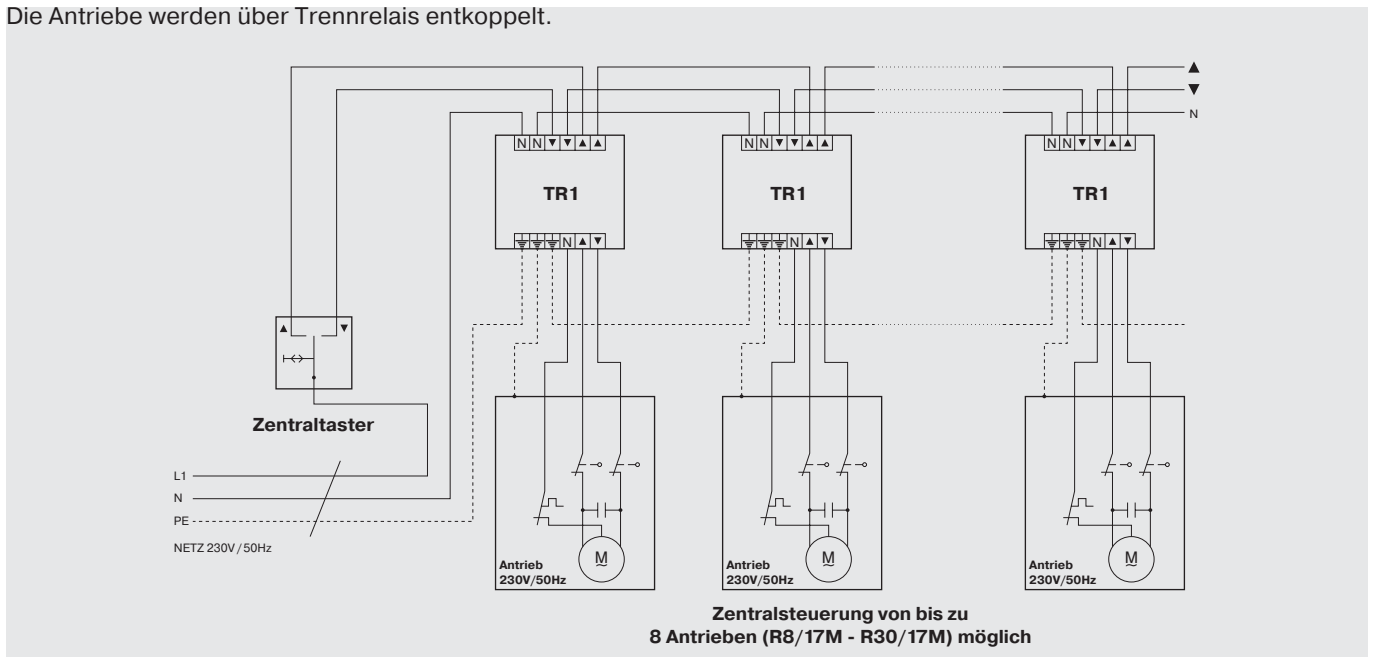 Die Antriebe werden über Trennrelais entkoppelt.
▲
▼
N
N N ▼ ▼ ▲ ▲
N N ▼ ▼ ▲ ▲
N N ▼ ▼ ▲ ▲
TR1
TR1
TR1
N ▲ ▼
N ▲ ▼
N ▲ ▼
▲ ▼
Zentraltaster
L1
N
PE
NETZ 230V/50Hz
M
~
Antrieb
230V/50Hz
M
~
Antrieb
230V/50Hz
M
~
Antrieb
230V/50Hz
Zentralsteuerung von bis zu
8 Antrieben (R8/17M - R30/17M) möglich